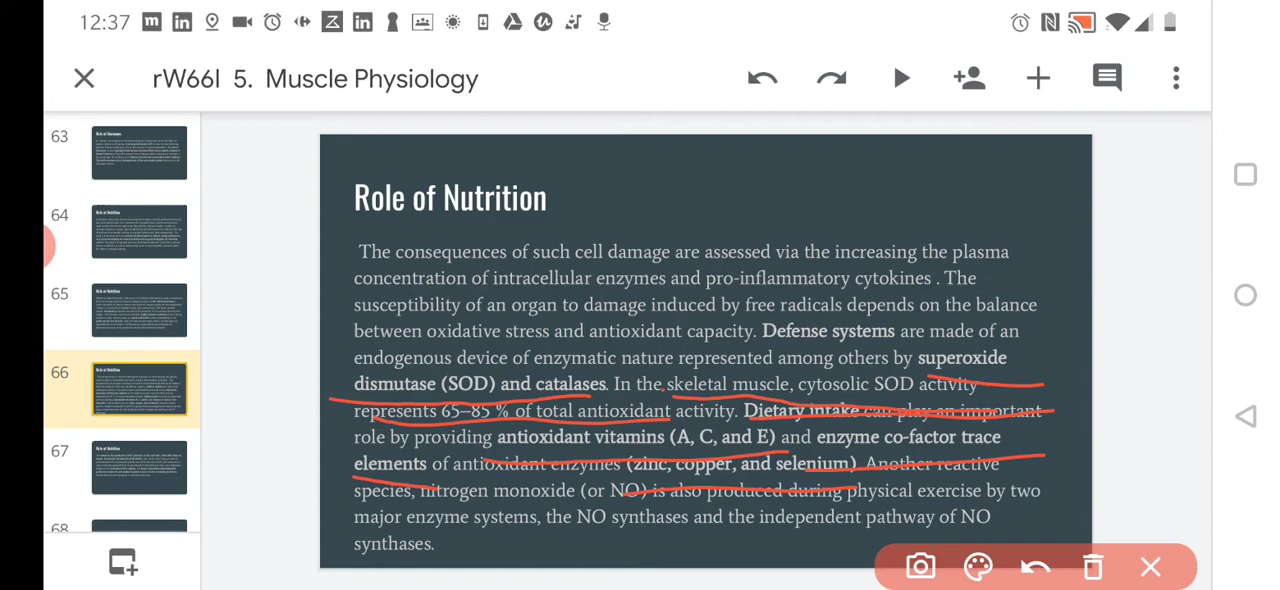 12:37
rW66l 5. Muscle Physiology
63
64
65
66
67
68
Role of Nutrition
The consequences of such cell damage are assessed via the increasing the plasma
concentration of intracellular enzymes and pro-inflammatory cytokines . The
susceptibility of an organ to damage induced by free radicals depends on the balance
between oxidative stress and antioxidant capacity. Defense systems are made of an
endogenous device of enzymatic nature represented among others by superoxide
dismutase (SOD) and catalases. In the skeletal muscle, cytosolic SOD activity
represents 65–85 % of total antioxidant activity. Dietary intake can play an important
role by providing antioxidant vitamins (A, C, and E) and enzyme co-factor trace
elements of antioxidant enzymes (zinc, copper, and selenium). Another reactive
species, nitrogen monoxide (or NO) is also produced during physical exercise by two
major enzyme systems, the NO synthases and the independent pathway of NO
synthases.